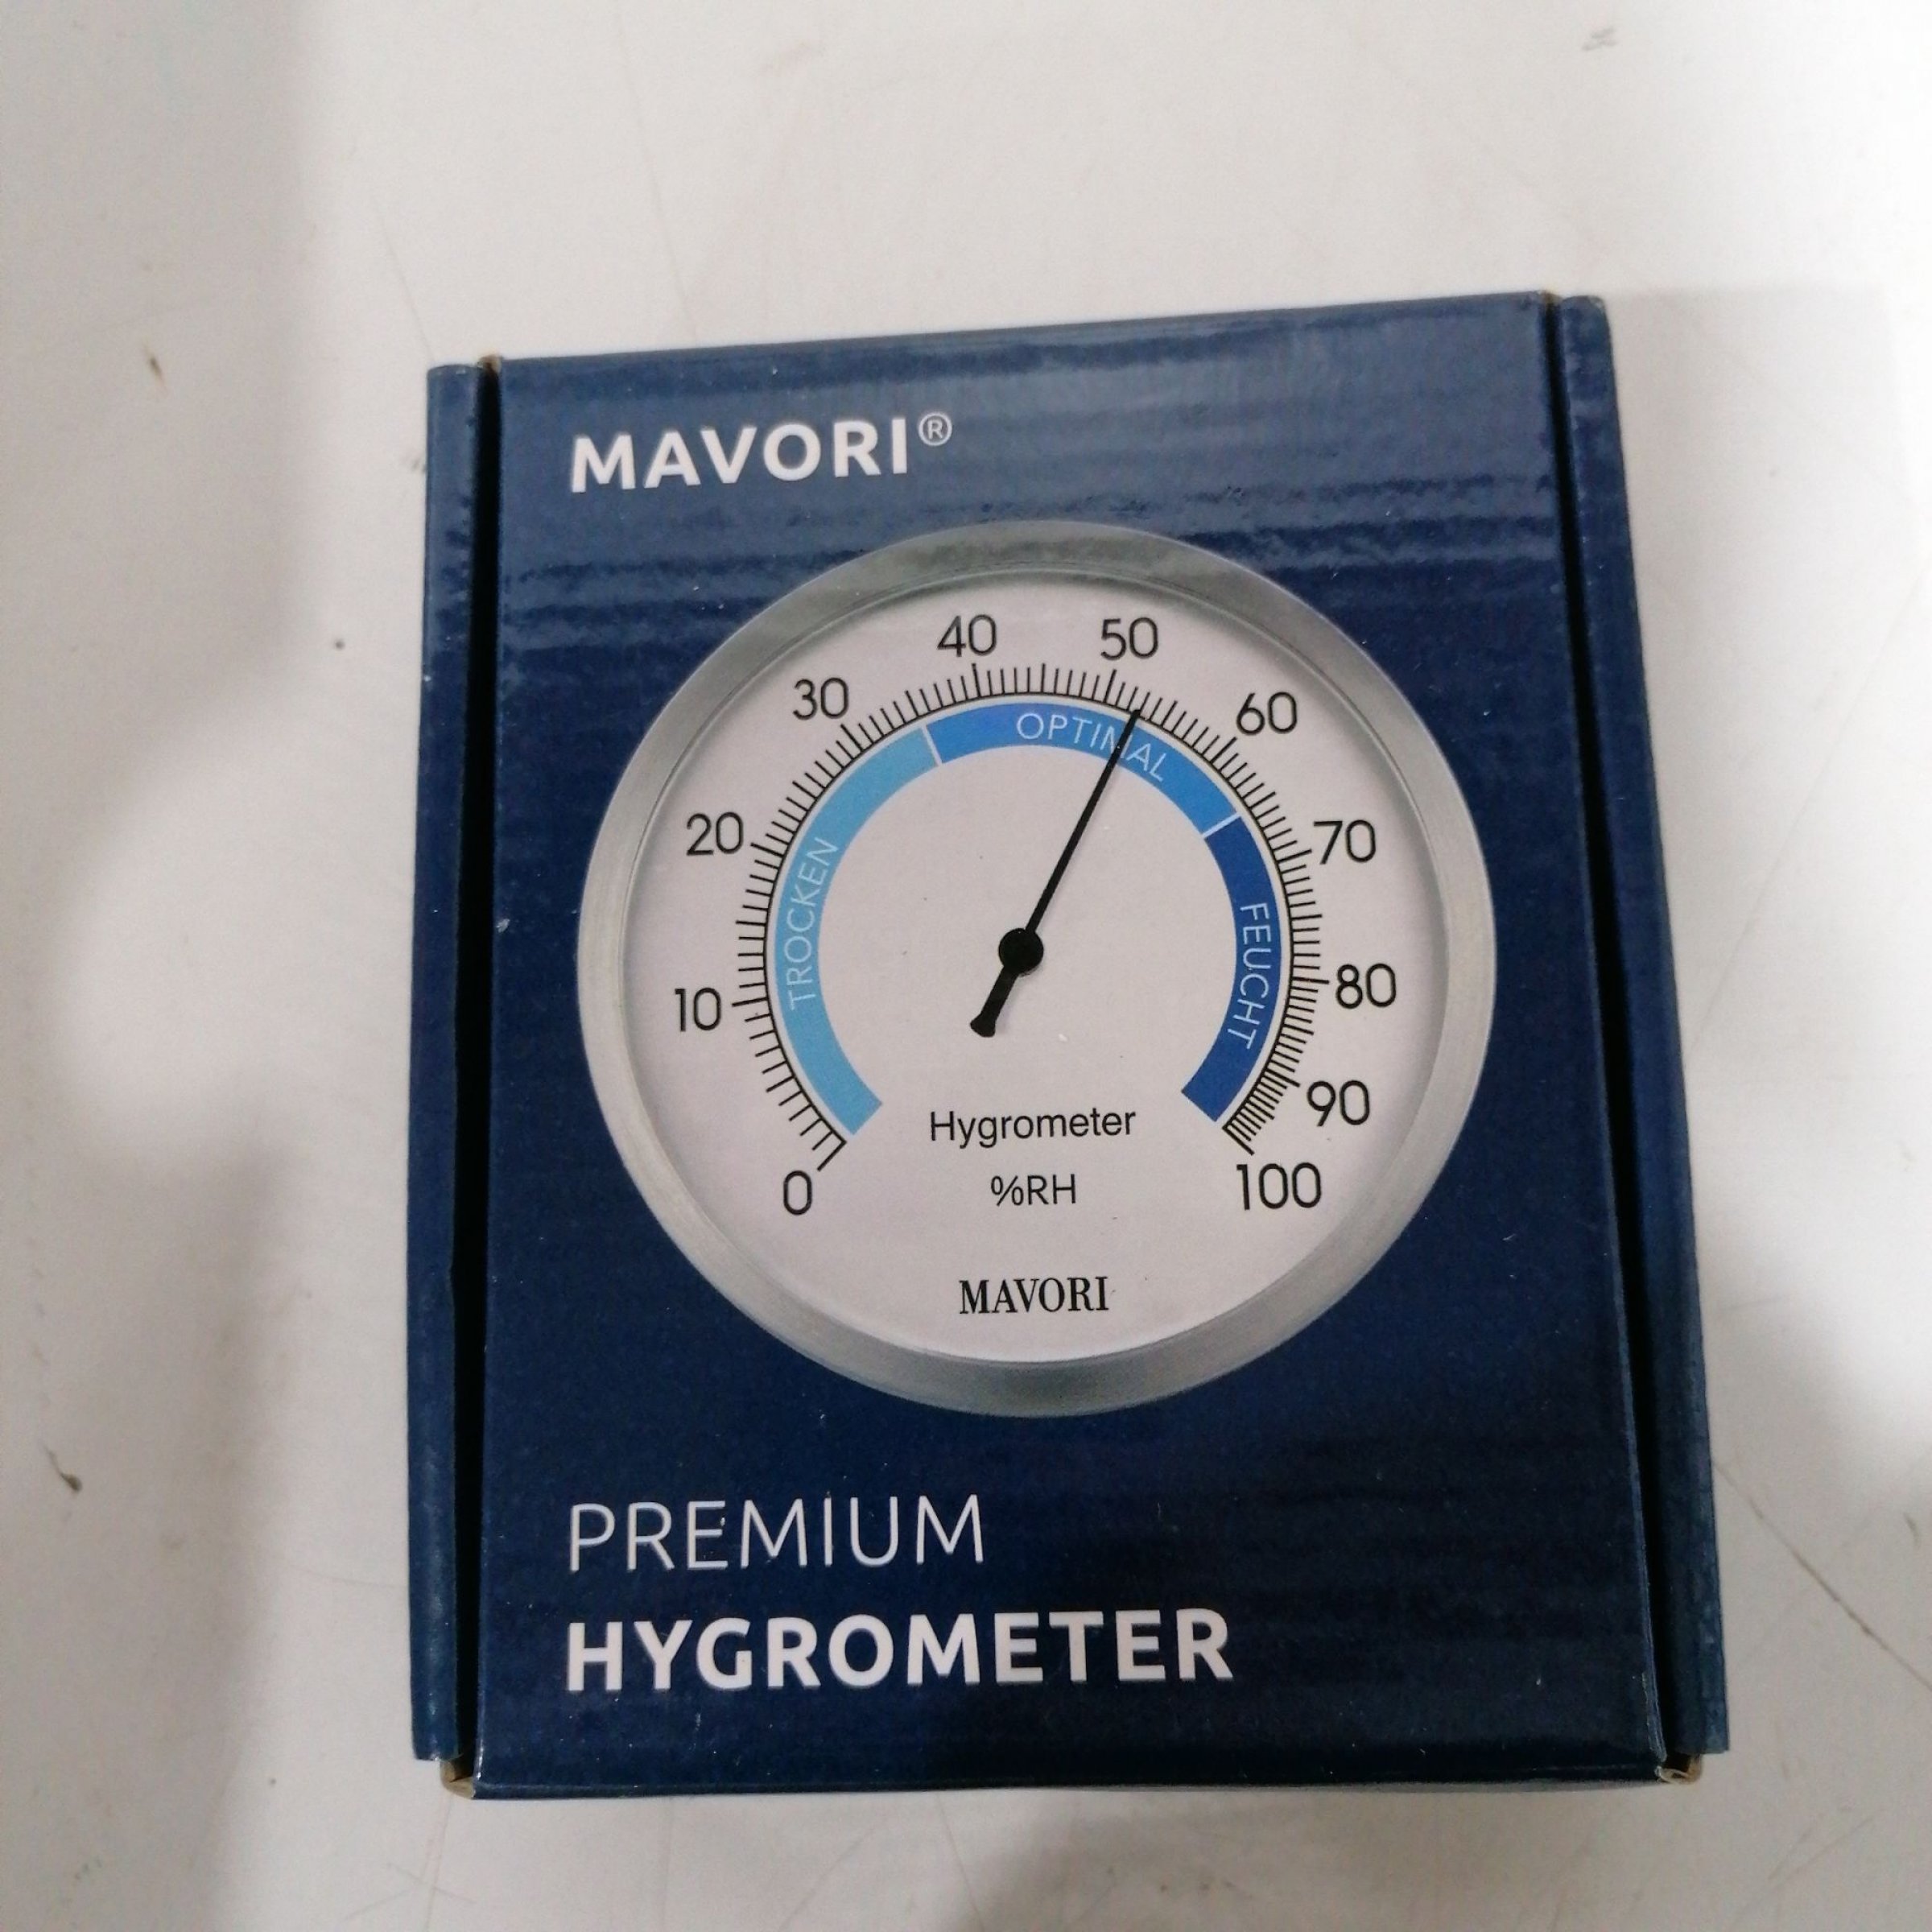 MAVORI®
40 50
30 60
20 70
10 80
90
0 100
OPTIMAL
TROCKEN
FEUCHT
Hygrometer
%RH
MAVORI
PREMIUM
HYGROMETER